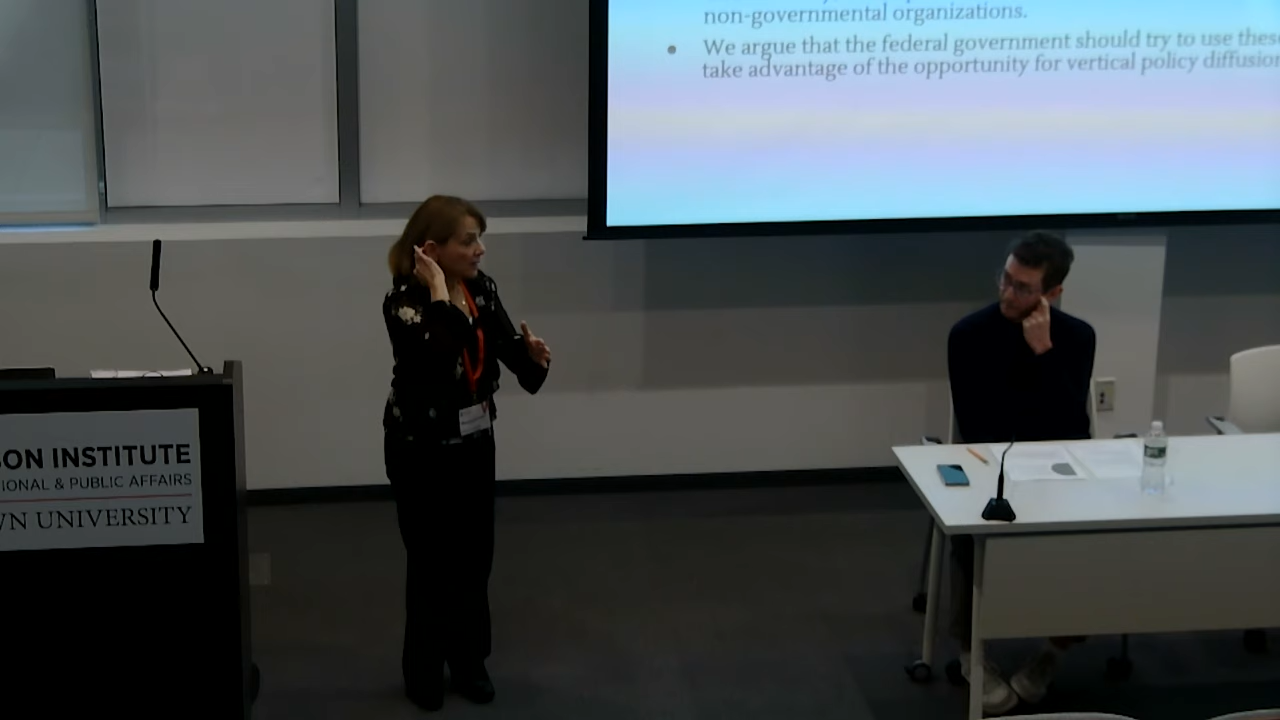 non-governmental organizations.
• We argue that the federal government should try to use these
take advantage of the opportunity for vertical policy diffusion
SON INSTITUTE
IONAL & PUBLIC AFFAIRS
WN UNIVERSITY